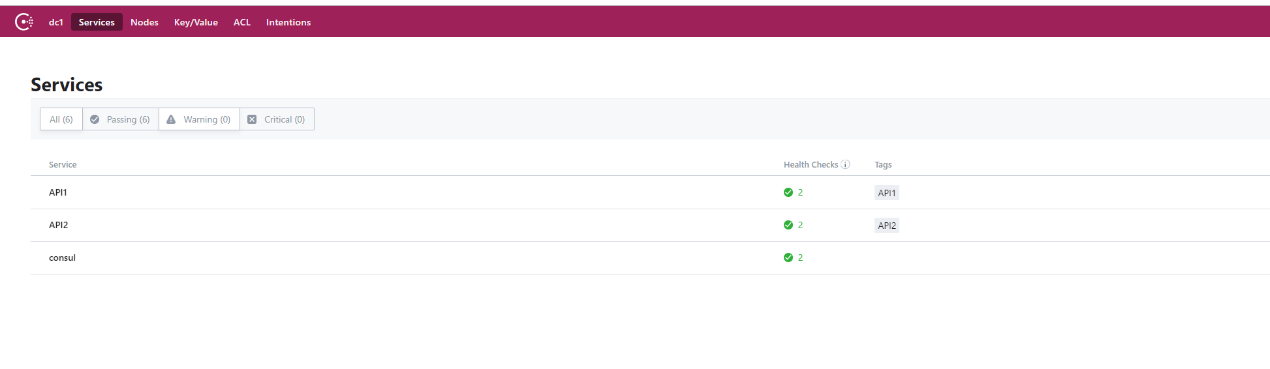 dc1 Services Nodes Key/Value ACL Intentions
Services
All (6) Passing (6) Warning (0) Critical (0)
Service Health Checks Tags
API1 2 API1
API2 2 API2
consul 2